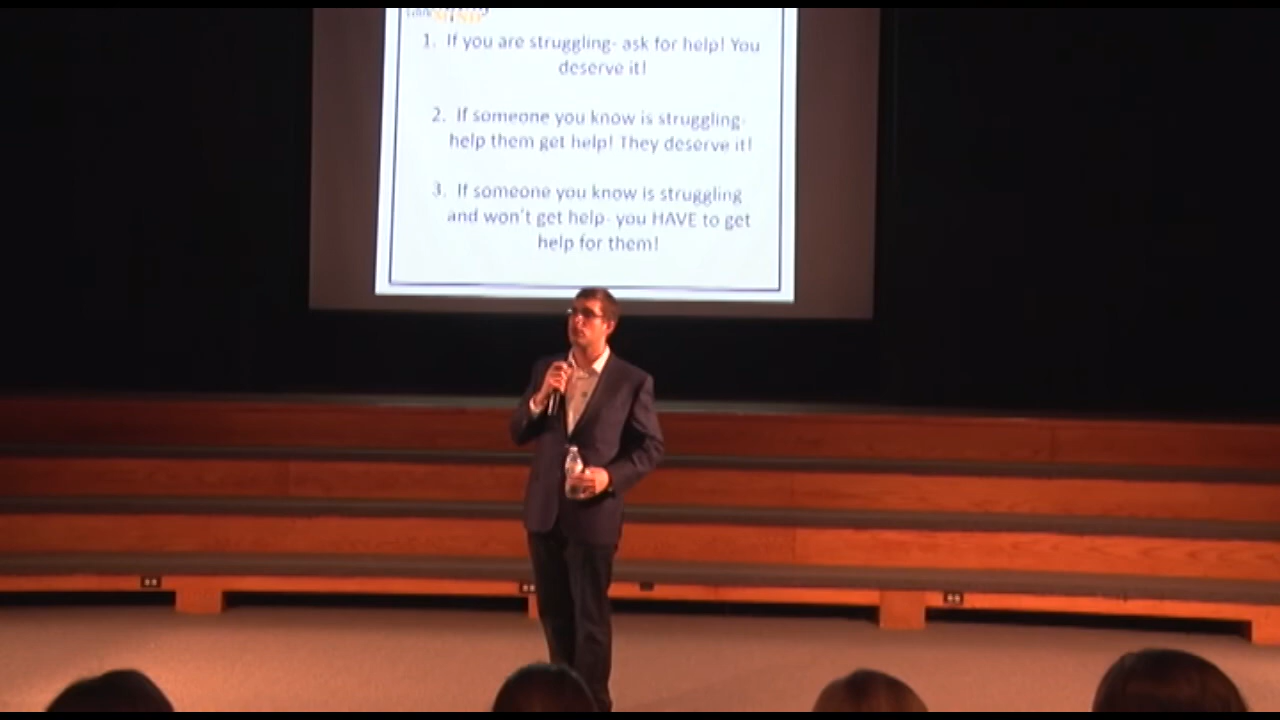 MIND
1. If you are struggling- ask for help! You
deserve it!
2. If someone you know is struggling-
help them get help! They deserve it!
3. If someone you know is struggling
and won't get help- you HAVE to get
help for them!